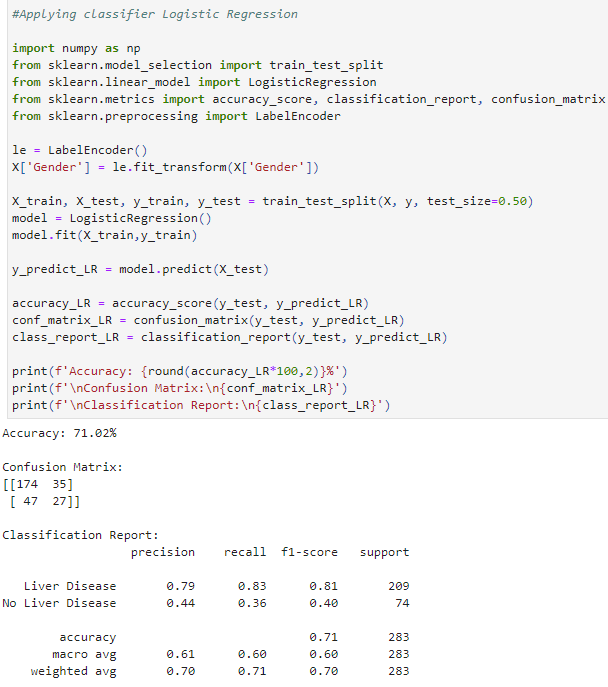 #Applying classifier Logistic Regression
import numpy as np
from sklearn.model_selection import train_test_split
from sklearn.linear_model import LogisticRegression
from sklearn.metrics import accuracy_score, classification_report, confusion_matrix
from sklearn.preprocessing import LabelEncoder
le = LabelEncoder()
X['Gender'] = le.fit_transform(X['Gender'])
X_train, X_test, y_train, y_test = train_test_split(X, y, test_size=0.50)
model = LogisticRegression()
model.fit(X_train,y_train)
y_predict_LR = model.predict(X_test)
accuracy_LR = accuracy_score(y_test, y_predict_LR)
conf_matrix_LR = confusion_matrix(y_test, y_predict_LR)
class_report_LR = classification_report(y_test, y_predict_LR)
print(f'Accuracy: {round(accuracy_LR*100,2)}%')
print(f'\nConfusion Matrix:\n{conf_matrix_LR}')
print(f'\nClassification Report:\n{class_report_LR}')
Accuracy: 71.02%
Confusion Matrix:
[[174  35]
 [ 47  27]]
Classification Report:
                  precision    recall  f1-score   support
   Liver Disease       0.79      0.83      0.81       209
No Liver Disease       0.44      0.36      0.40        74
        accuracy                           0.71       283
       macro avg       0.61      0.60      0.60       283
    weighted avg       0.70      0.71      0.70       283